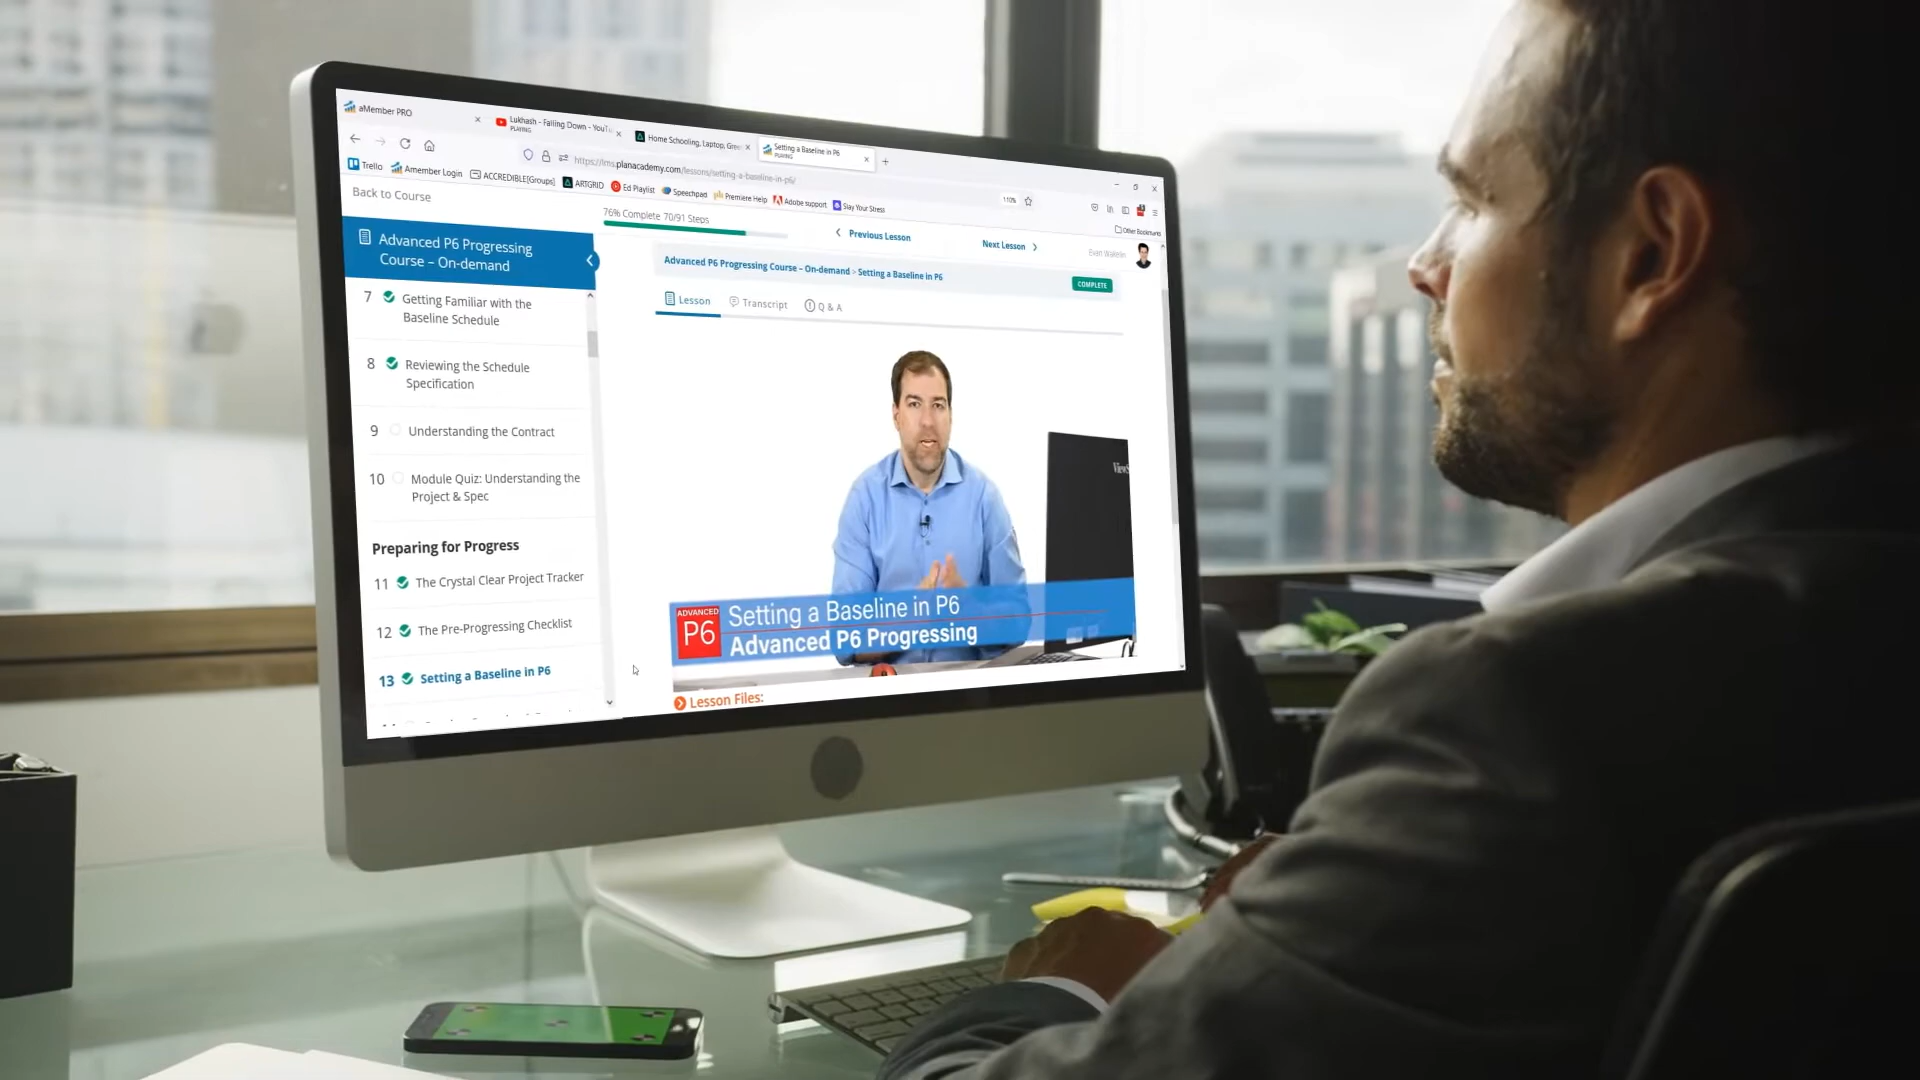 aMember PRO
Lukhash - Falling Down - YouTu
PLAYING
Home Schooling, Laptop, Gree
Setting a Baseline in P6
PLAYING
https://lms.planacademy.com/lessons/setting-a-baseline-in-p6/
110%
Trello
Amember Login
ACCREDIBLE[Groups]
ARTGRID
Ed Playlist
Speechpad
Premiere Help
Adobe support
Slay Your Stress
Other Bookmarks
Back to Course
76% Complete 70/91 Steps
Previous Lesson
Next Lesson
Advanced P6 Progressing
Course – On-demand
Advanced P6 Progressing Course – On-demand > Setting a Baseline in P6
COMPLETE
Lesson
Transcript
Q & A
7 Getting Familiar with the
Baseline Schedule
8 Reviewing the Schedule
Specification
9 Understanding the Contract
10 Module Quiz: Understanding the
Project & Spec
Preparing for Progress
11 The Crystal Clear Project Tracker
12 The Pre-Progressing Checklist
13 Setting a Baseline in P6
ADVANCED
P6
Setting a Baseline in P6
Advanced P6 Progressing
Lesson Files: